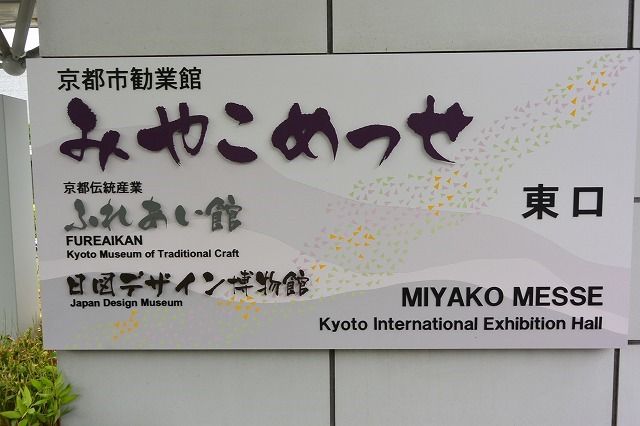 京都市勧業館
みやこめっせ
京都伝統産業
ふれあい館
FUREAIKAN
Kyoto Museum of Traditional Craft
日図デザイン博物館
Japan Design Museum
東口
MIYAKO MESSE
Kyoto International Exhibition Hall